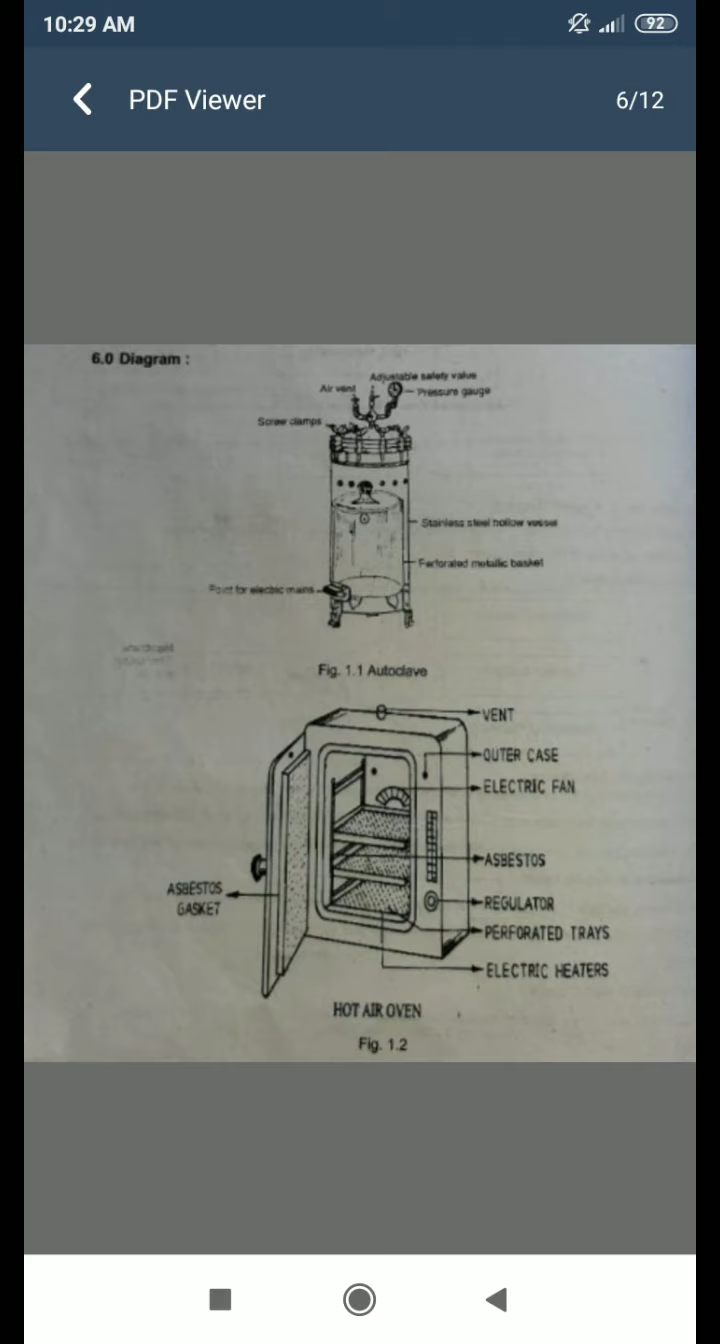 10:29 AM
92
PDF Viewer
6/12
6.0 Diagram :
Adjustable safety value
Air vent
Pressure gauge
Screw clamps
Stainless steel hollow vessel
Perforated metallic basket
Point for electric mains
Fig. 1.1 Autoclave
VENT
OUTER CASE
ELECTRIC FAN
ASBESTOS
ASBESTOS
GASKET
REGULATOR
PERFORATED TRAYS
ELECTRIC HEATERS
HOT AIR OVEN
Fig. 1.2